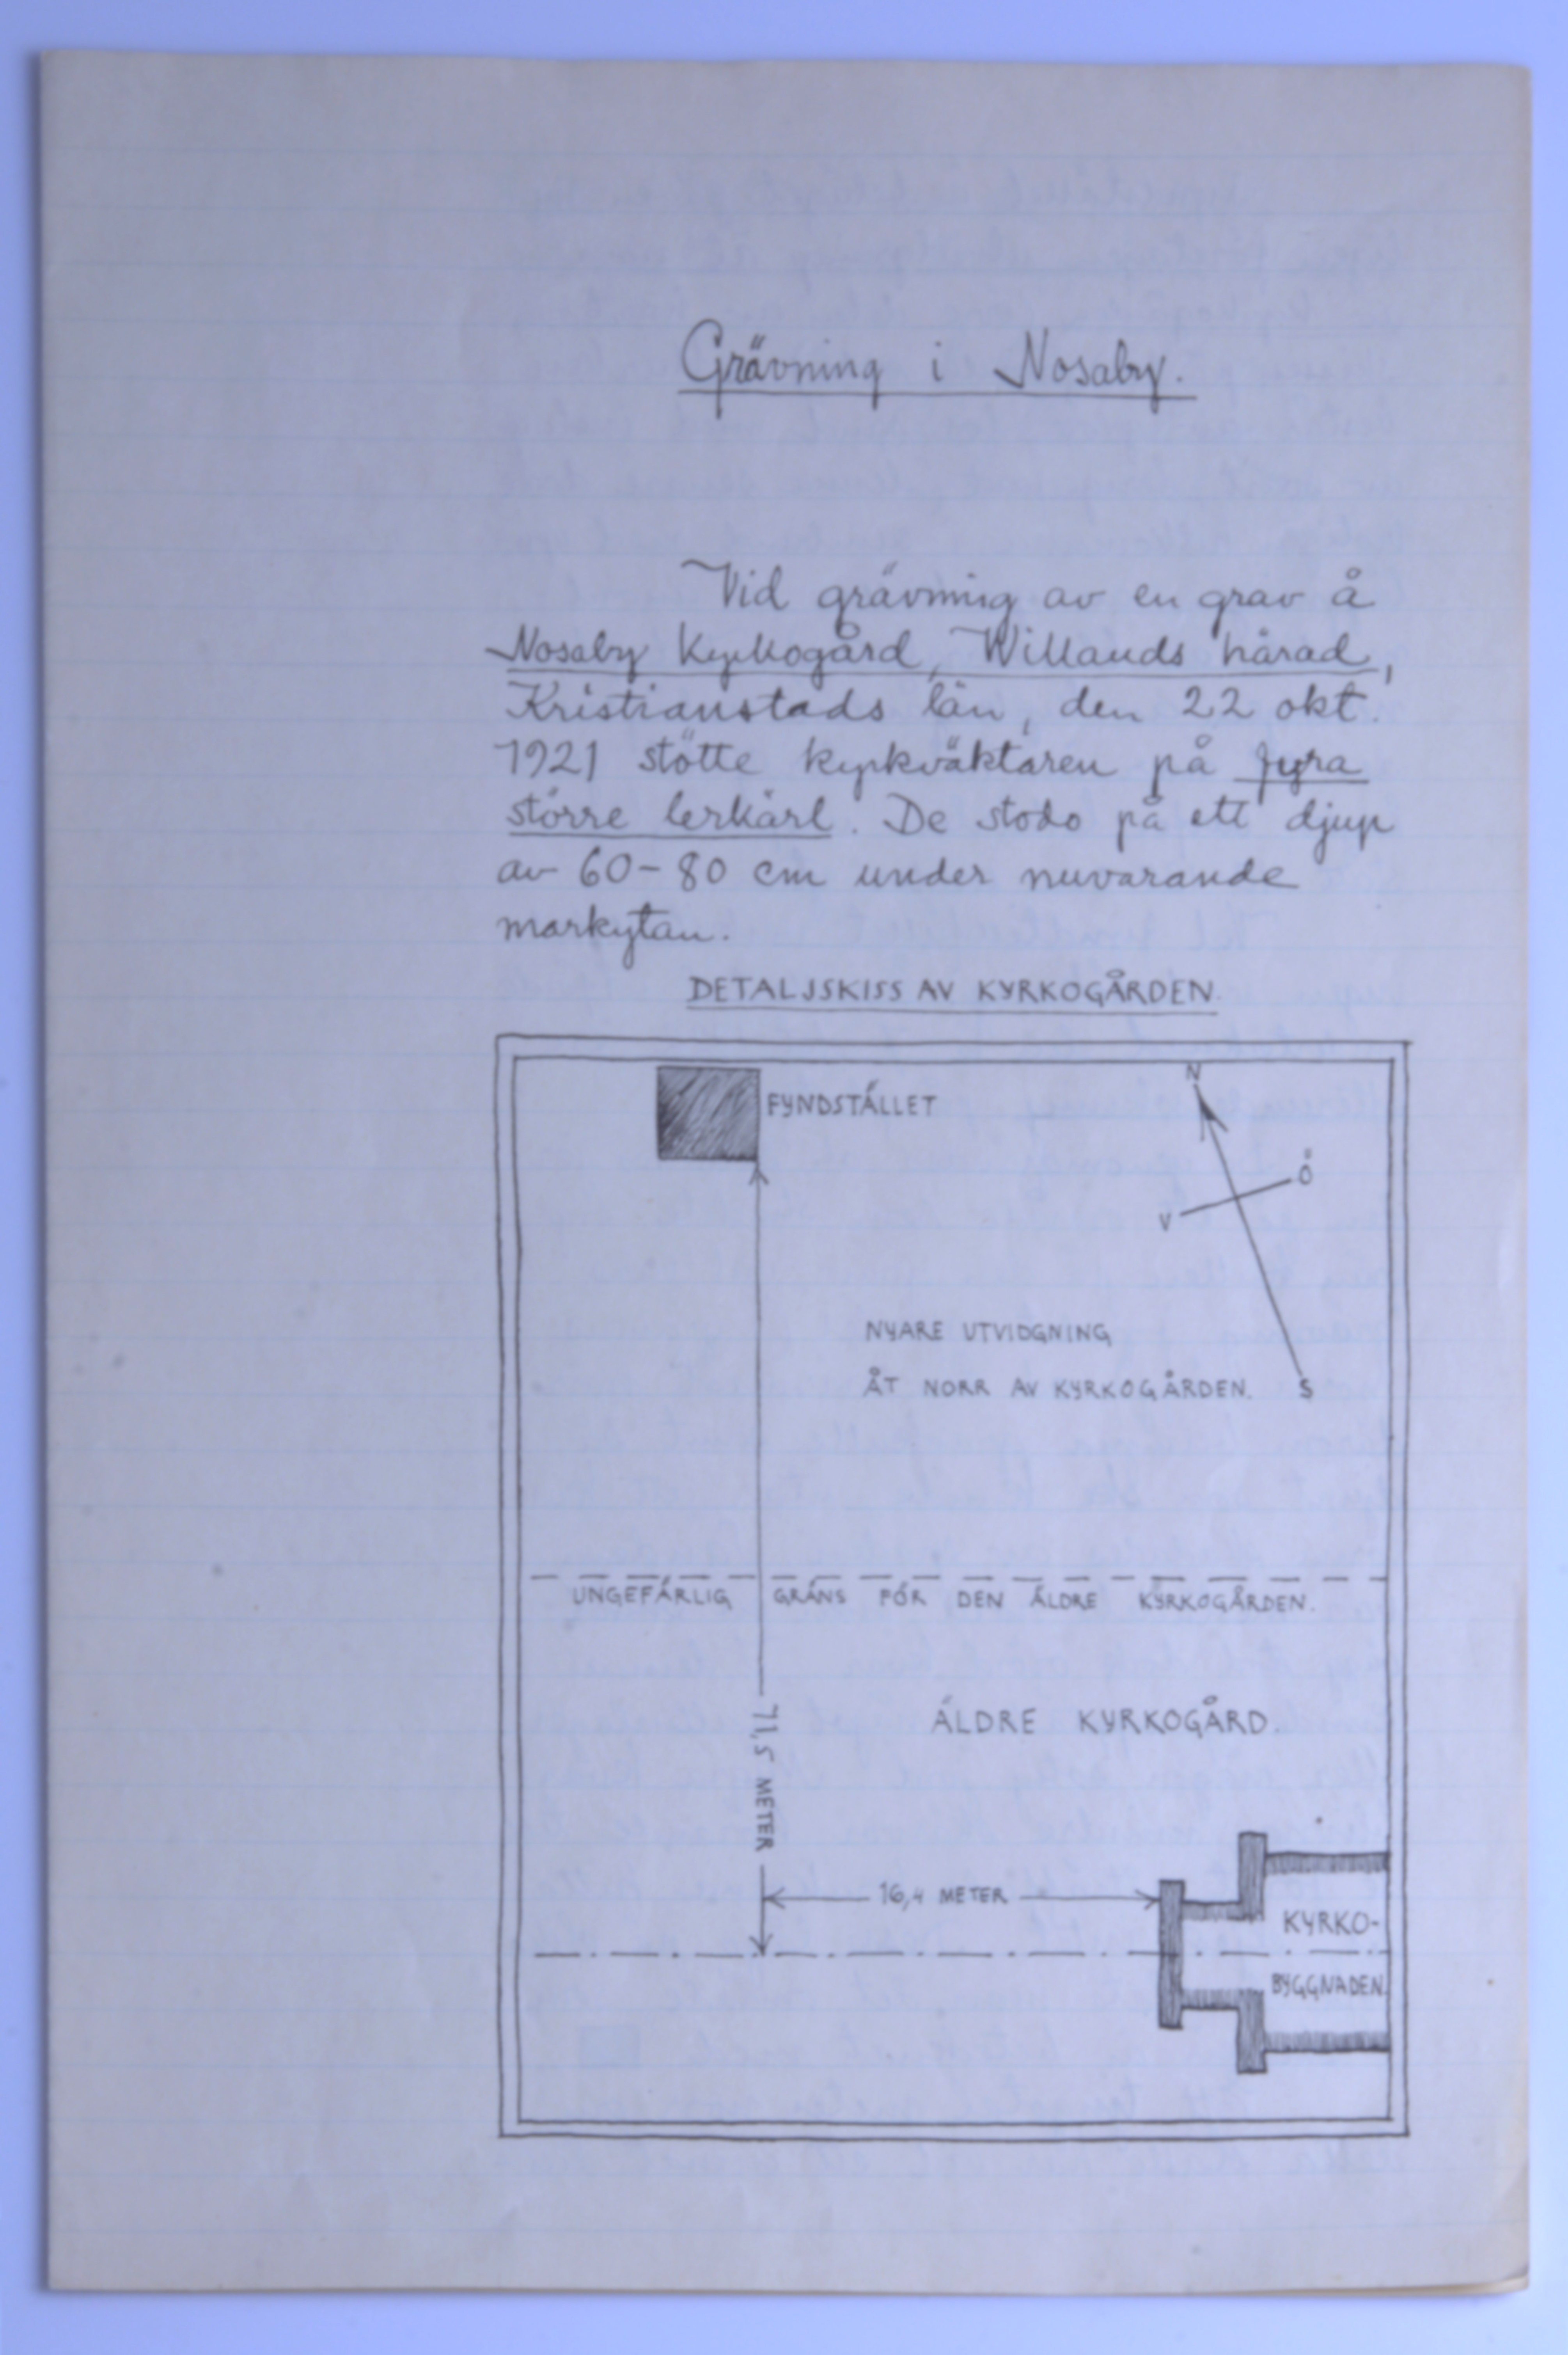 Grävning i Nosaby.
Vid grävning av en grav å
Nosaby kyrkogård, Willands härad,
Kristianstads län, den 22 okt.
1921 stötte kyrkväktaren på fyra
större lerkärl. De stodo på ett djup
av 60-80 cm under nuvarande
markytan.
DETALJSKISS AV KYRKOGÅRDEN.
FYNDSTÄLLET
N
Ö
V
S
NYARE UTVIDGNING
ÅT NORR AV KYRKOGÅRDEN.
UNGEFÄRLIG GRÄNS FÖR DEN ÄLDRE KYRKOGÅRDEN.
71,5 METER
ÄLDRE KYRKOGÅRD.
16,4 METER
KYRKO-
BYGGNADEN.